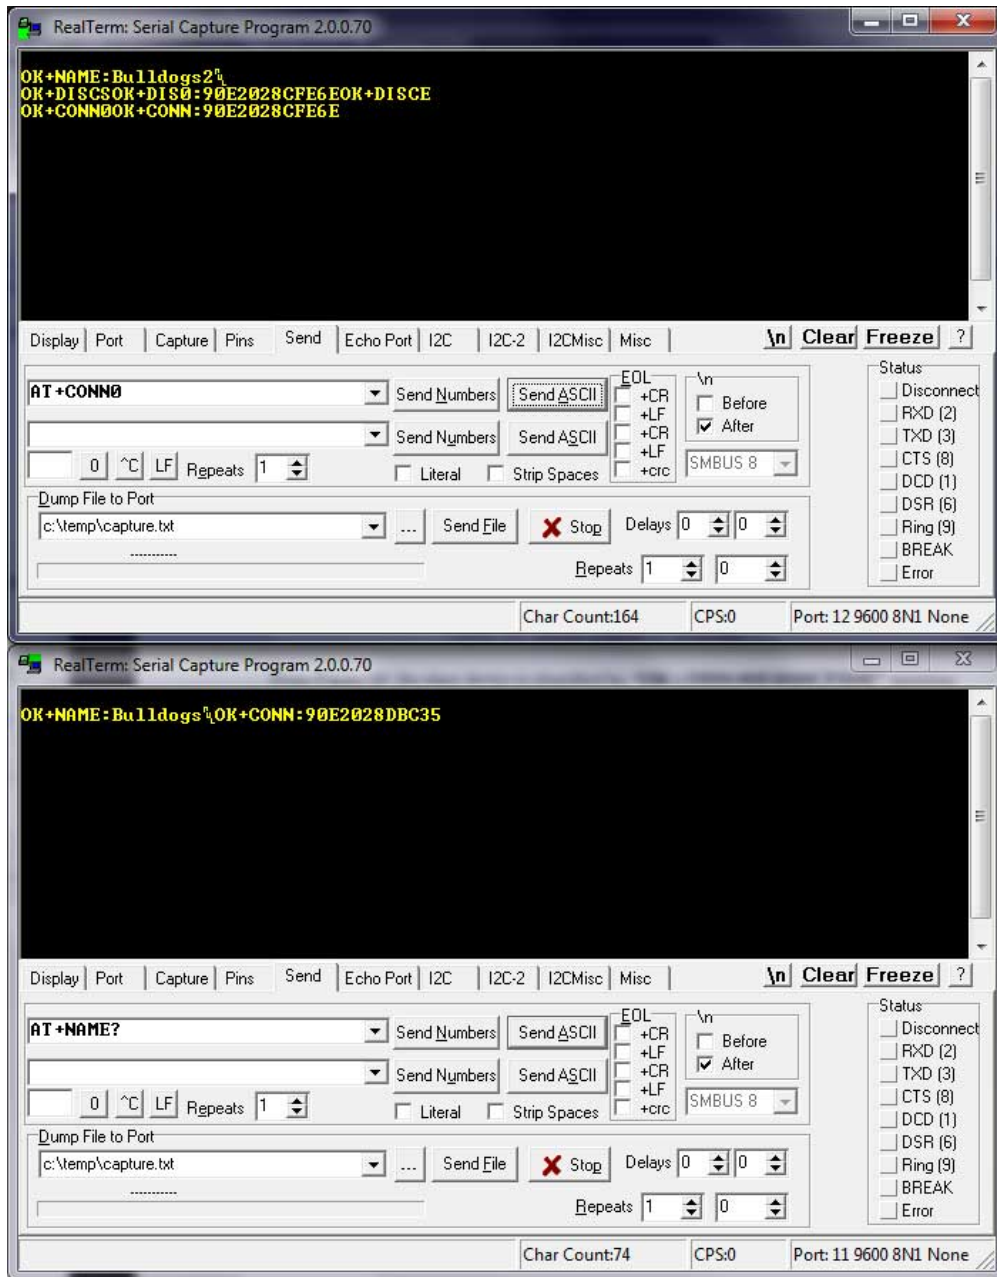 RealTerm: Serial Capture Program 2.0.0.70
OK+NAME:Bulldogs2
OK+DISCSOK+DIS0:90E2028CFE6EOK+DISCE
OK+CONN0OK+CONN:90E2028CFE6E
Display Port Capture Pins Send Echo Port I2C I2C-2 I2CMisc Misc \n Clear Freeze ?
Status
EOL \n
AT+CONN0 Send Numbers Send ASCII +CR Before Disconnect
+LF RXD (2)
Send Numbers Send ASCII +CR After TXD (3)
+LF
0 ^C LF Repeats 1 Literal Strip Spaces +crc SMBUS 8 CTS (8)
DCD (1)
Dump File to Port
DSR (6)
c:\temp\capture.txt ... Send File Stop Delays 0 0 Ring (9)
----------- BREAK
Repeats 1 0 Error
Char Count:164 CPS:0 Port: 12 9600 8N1 None
RealTerm: Serial Capture Program 2.0.0.70
OK+NAME:Bulldogs OK+CONN:90E2028DBC35
Display Port Capture Pins Send Echo Port I2C I2C-2 I2CMisc Misc \n Clear Freeze ?
Status
EOL \n
AT+NAME? Send Numbers Send ASCII +CR Before Disconnect
+LF RXD (2)
Send Numbers Send ASCII +CR After TXD (3)
+LF
0 ^C LF Repeats 1 Literal Strip Spaces +crc SMBUS 8 CTS (8)
DCD (1)
Dump File to Port
DSR (6)
c:\temp\capture.txt ... Send File Stop Delays 0 0 Ring (9)
----------- BREAK
Repeats 1 0 Error
Char Count:74 CPS:0 Port: 11 9600 8N1 None